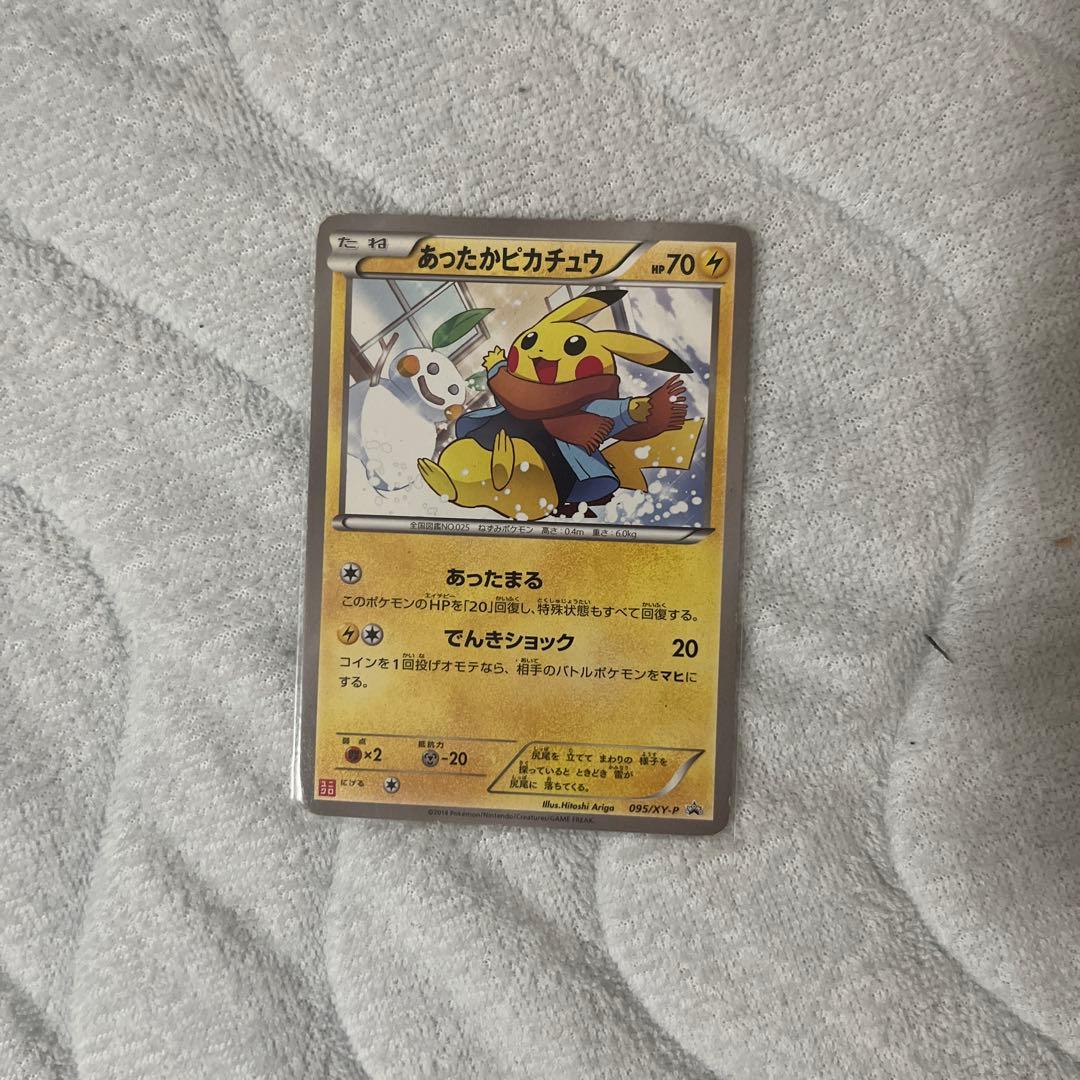 たね
あったかピカチュウ
HP70
全国図鑑NO.025 ねずみポケモン 高さ:0.4m 重さ:6.0kg
あったまる
このポケモンのHPを「20」回復し、特殊状態もすべて回復する。
でんきショック 20
コインを1回投げオモテなら、相手のバトルポケモンをマヒに
する。
弱点 抵抗力
×2 -20
尻尾を 立てて まわりの 様子を
探っていると ときどき 雷が
尻尾に 落ちてくる。
にげる
ユニクロ
Illus.Hitoshi Ariga 095/XY-P
©2014 Pokémon/Nintendo/Creatures/GAME FREAK.